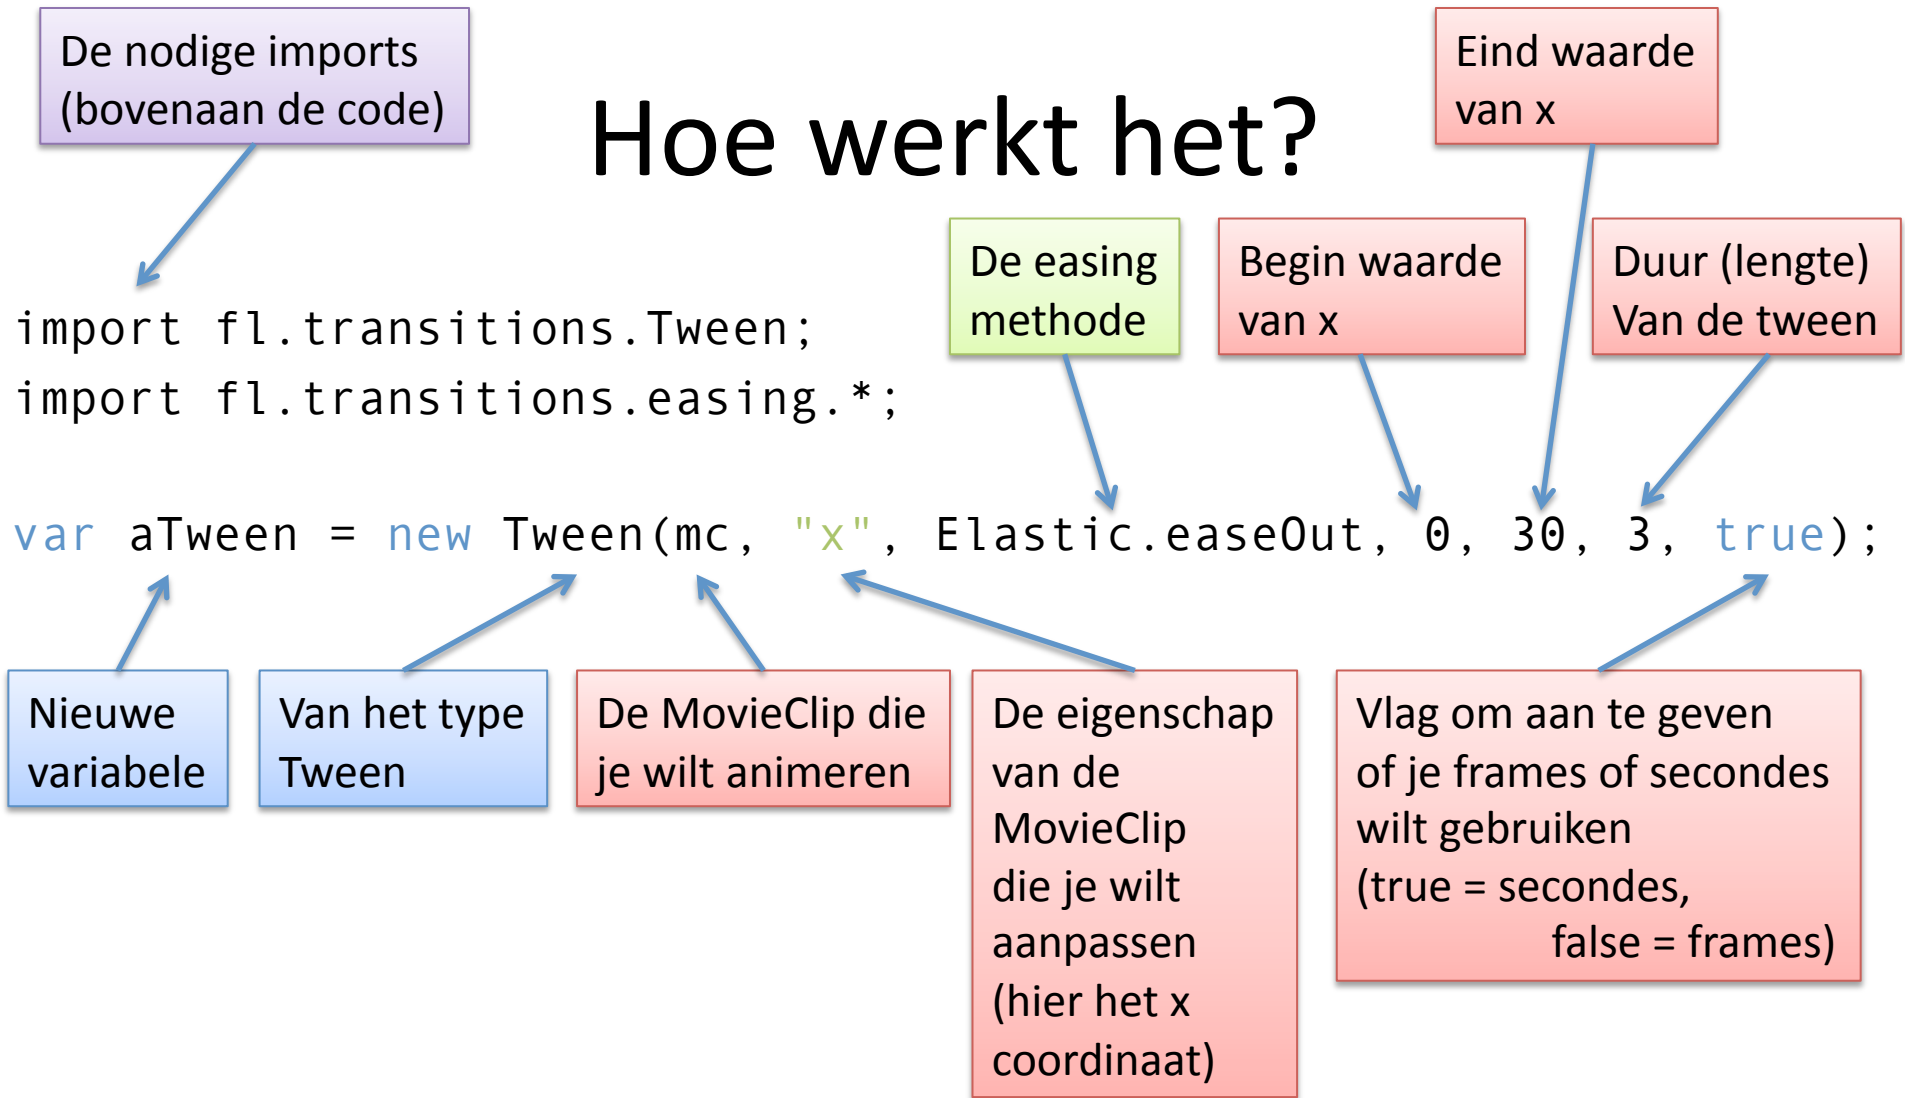 De nodige imports
(bovenaan de code)
Hoe werkt het?
Eind waarde
van x
De easing
methode
Begin waarde
van x
Duur (lengte)
Van de tween
import fl.transitions.Tween;
import fl.transitions.easing.*;
var aTween = new Tween(mc, "x", Elastic.easeOut, 0, 30, 3, true);
Nieuwe
variabele
Van het type
Tween
De MovieClip die
je wilt animeren
De eigenschap
van de
MovieClip
die je wilt
aanpassen
(hier het x
coordinaat)
Vlag om aan te geven
of je frames of secondes
wilt gebruiken
(true = secondes,
false = frames)